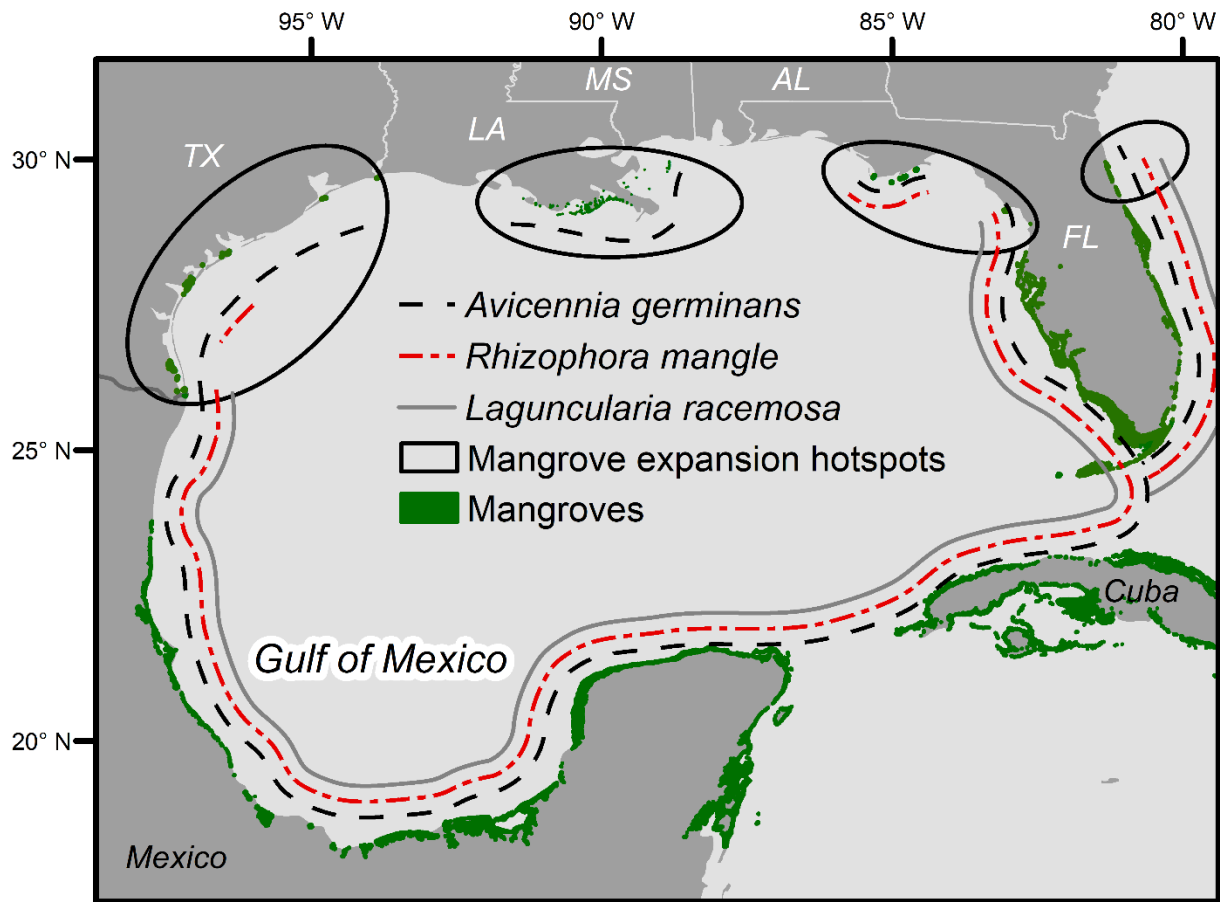 95° W
90° W
85° W
80° W
MS
AL
LA
TX
30° N
FL
Avicennia germinans
Rhizophora mangle
Laguncularia racemosa
25° N
Mangrove expansion hotspots
Mangroves
Cuba
Gulf of Mexico
20° N
Mexico